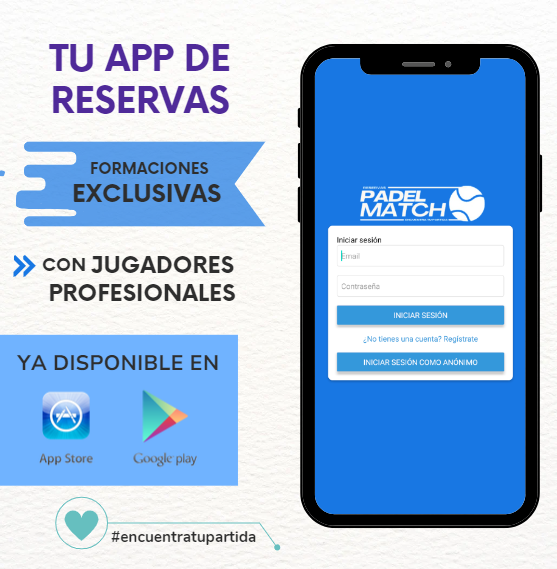 TU APP DE
RESERVAS
FORMACIONES
EXCLUSIVAS
CON JUGADORES
PROFESIONALES
YA DISPONIBLE EN
App Store
Google play
#encuentratupartida
PADEL
MATCH
Iniciar sesión
Email
Contraseña
INICIAR SESIÓN
¿No tienes una cuenta? Regístrate
INICIAR SESIÓN COMO ANÓNIMO